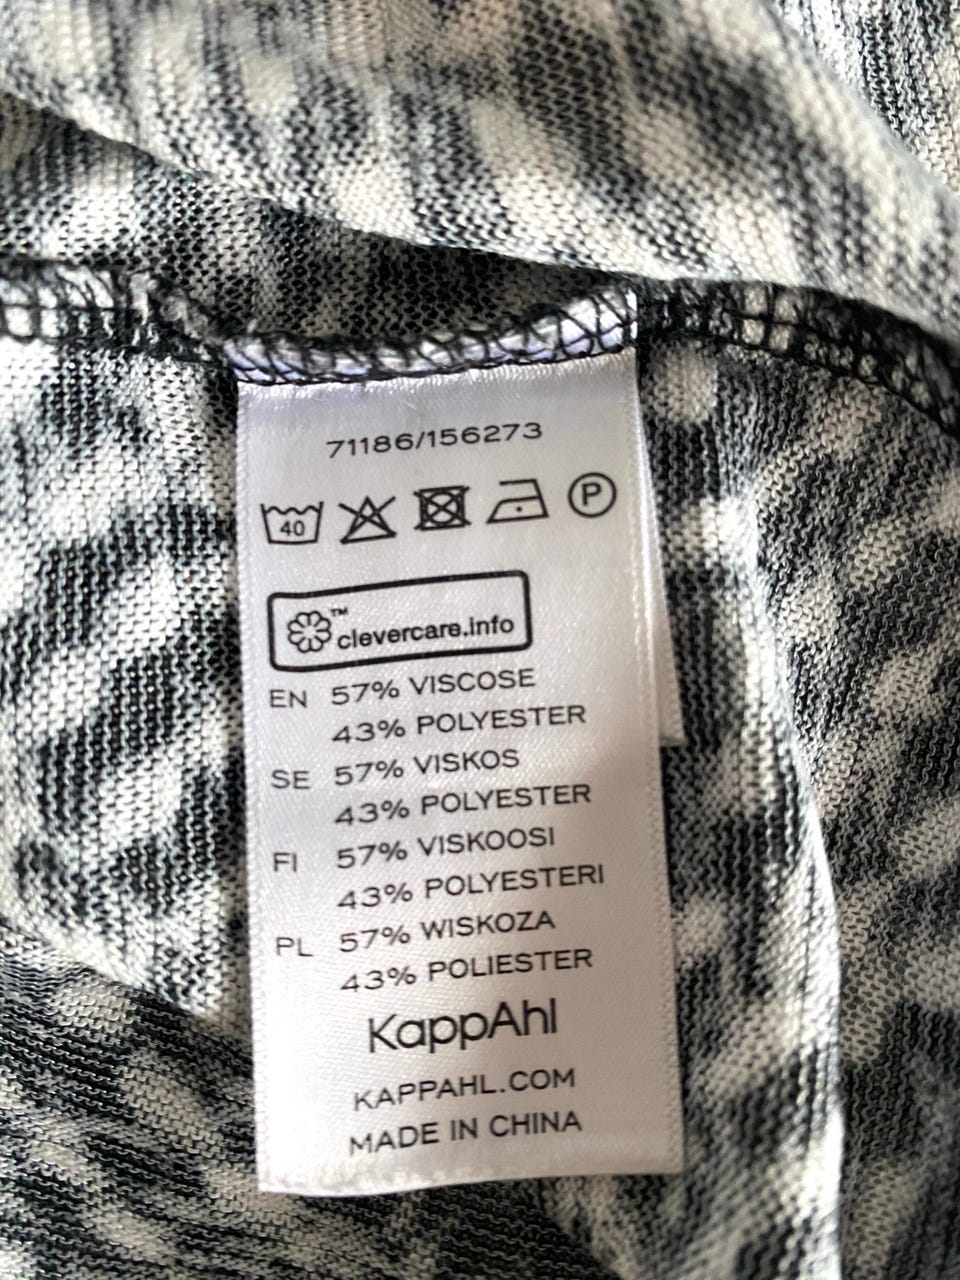 71186/156273
40 P
™
clevercare.info
EN 57% VISCOSE
43% POLYESTER
SE 57% VISKOS
43% POLYESTER
FI 57% VISKOOSI
43% POLYESTERI
PL 57% WISKOZA
43% POLIESTER
KappAhl
KAPPAHL.COM
MADE IN CHINA